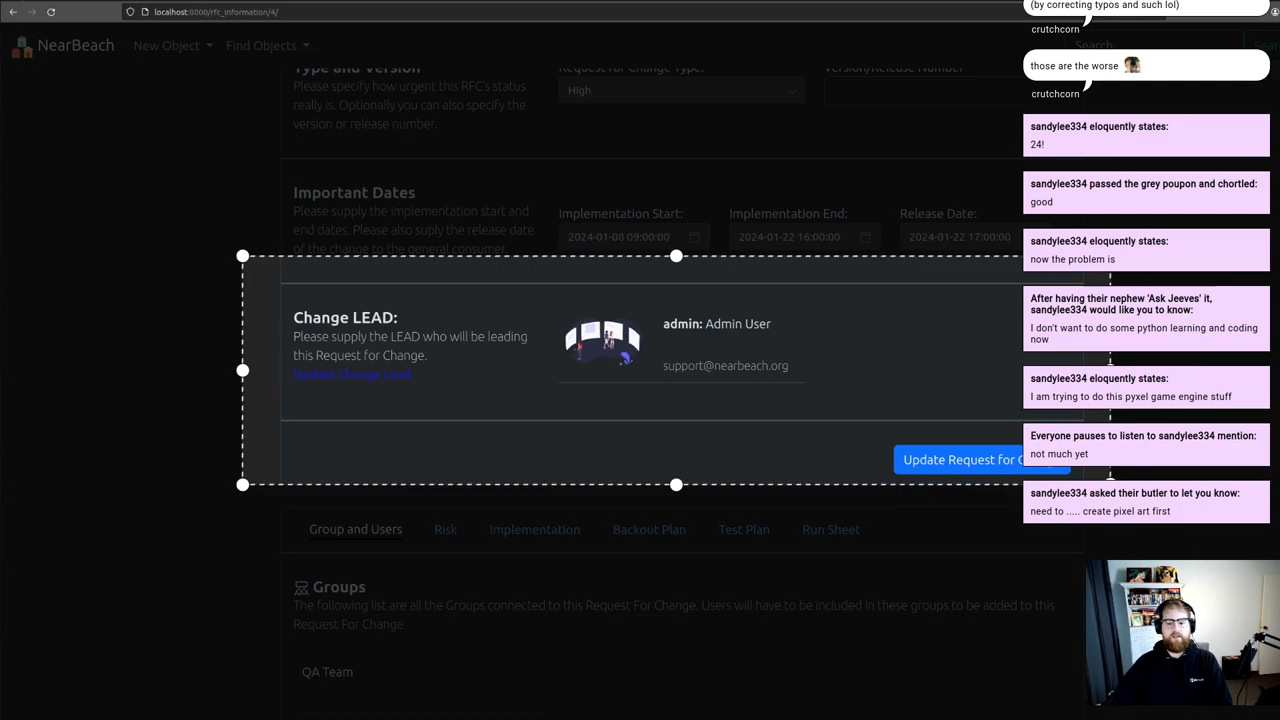 localhost:8000/rfc_information/4/
NearBeach
New Object
Find Objects
Search
(by correcting typos and such lol)
crutchcorn
those are the worse
crutchcorn
sandylee334 eloquently states:
24!
sandylee334 passed the grey poupon and chortled:
good
sandylee334 eloquently states:
now the problem is
After having their nephew 'Ask Jeeves' it,
sandylee334 would like you to know:
I don't want to do some python learning and coding
now
sandylee334 eloquently states:
I am trying to do this pyxel game engine stuff
Everyone pauses to listen to sandylee334 mention:
not much yet
sandylee334 asked their butler to let you know:
need to ..... create pixel art first
Type and Version
Please specify how urgent this RFC's status
really is. Optionally you can also specify the
version or release number.
Request for Change Type:
High
Version/Release Number
Important Dates
Please supply the implementation start and
end dates. Please also suply the release date
of the change to the general consumer.
Implementation Start:
2024-01-08 09:00:00
Implementation End:
2024-01-22 16:00:00
Release Date:
2024-01-22 17:00:00
Change LEAD:
Please supply the LEAD who will be leading
this Request for Change.
Update Change Lead
admin: Admin User
support@nearbeach.org
Update Request for
Group and Users
Risk
Implementation
Backout Plan
Test Plan
Run Sheet
Groups
The following list are all the Groups connected to this Request For Change. Users will have to be included in these groups to be added to this
Request For Change
QA Team